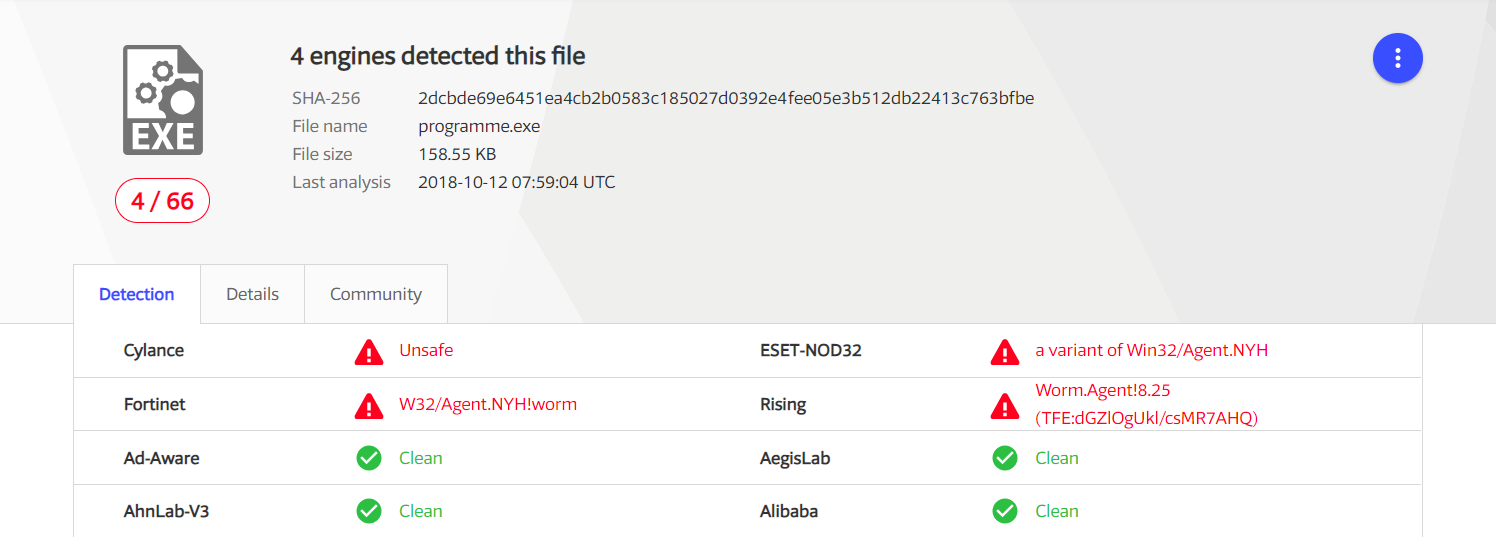 4 engines detected this file
SHA-256 2dcbde69e6451ea4cb2b0583c185027d0392e4fee05e3b512db22413c763bfbe
File name programme.exe
File size 158.55 KB
Last analysis 2018-10-12 07:59:04 UTC
EXE
4 / 66
Detection Details Community
Cylance Unsafe ESET-NOD32 a variant of Win32/Agent.NYH
Fortinet W32/Agent.NYH!worm Rising Worm.Agent!8.25
(TFE:dGZlOgUkl/csMR7AHQ)
Ad-Aware Clean AegisLab Clean
AhnLab-V3 Clean Alibaba Clean